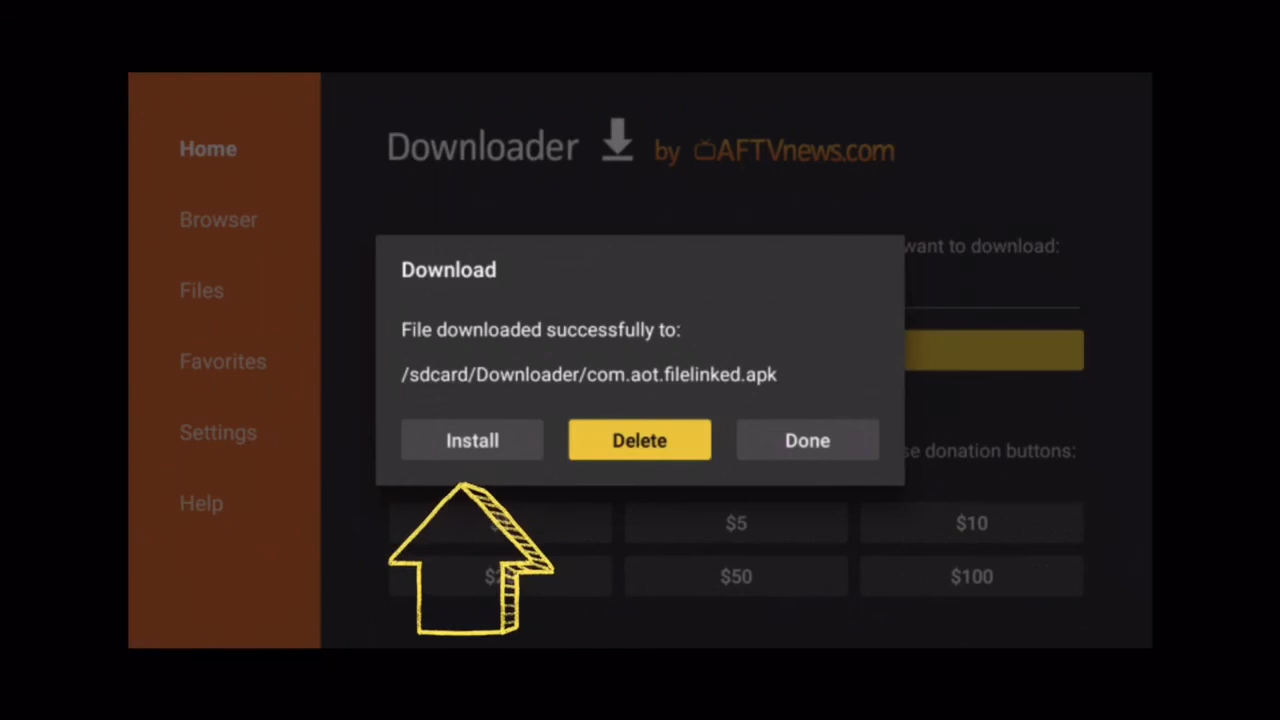 Home
Browser
Files
Favorites
Settings
Help
Downloader by AFTVnews.com
want to download:
Download
File downloaded successfully to:
/sdcard/Downloader/com.aot.filelinked.apk
Install Delete Done
se donation buttons:
$5 $10
$50 $100